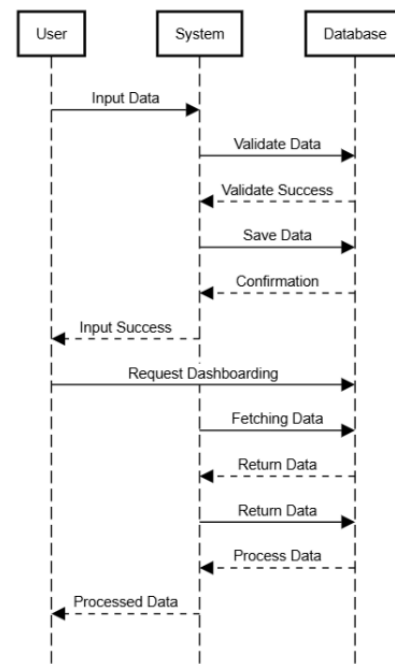 User
System
Database
Input Data
Validate Data
Validate Success
Save Data
Confirmation
Input Success
Request Dashboarding
Fetching Data
Return Data
Return Data
Process Data
Processed Data